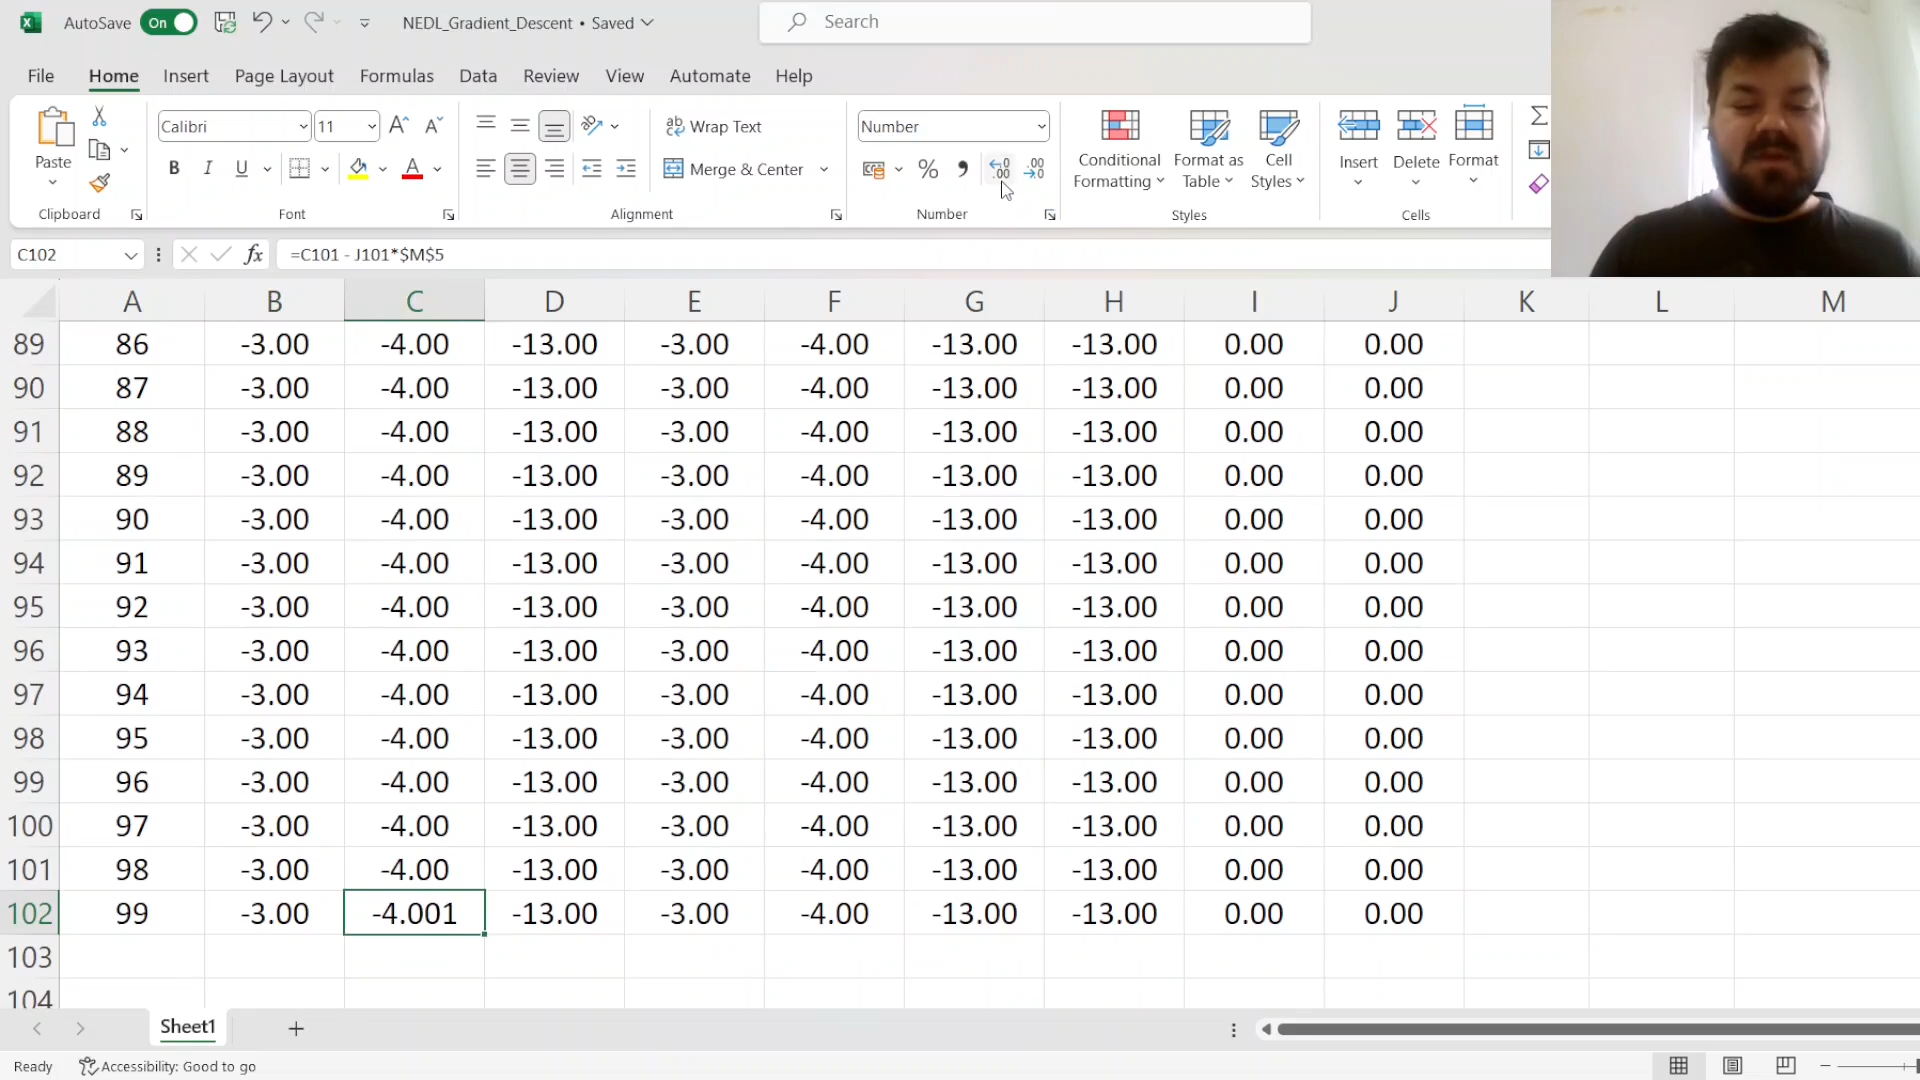 AutoSave On NEDL_Gradient_Descent • Saved Search
File Home Insert Page Layout Formulas Data Review View Automate Help
Paste Calibri 11 Wrap Text Number Conditional Formatting Format as Table Cell Styles Insert Delete Format
B I U Merge & Center % 
Clipboard Font Alignment Number Styles Cells
C102 fx =C101 - J101*$M$5
A B C D E F G H I J K L M
89 86 -3.00 -4.00 -13.00 -3.00 -4.00 -13.00 -13.00 0.00 0.00
90 87 -3.00 -4.00 -13.00 -3.00 -4.00 -13.00 -13.00 0.00 0.00
91 88 -3.00 -4.00 -13.00 -3.00 -4.00 -13.00 -13.00 0.00 0.00
92 89 -3.00 -4.00 -13.00 -3.00 -4.00 -13.00 -13.00 0.00 0.00
93 90 -3.00 -4.00 -13.00 -3.00 -4.00 -13.00 -13.00 0.00 0.00
94 91 -3.00 -4.00 -13.00 -3.00 -4.00 -13.00 -13.00 0.00 0.00
95 92 -3.00 -4.00 -13.00 -3.00 -4.00 -13.00 -13.00 0.00 0.00
96 93 -3.00 -4.00 -13.00 -3.00 -4.00 -13.00 -13.00 0.00 0.00
97 94 -3.00 -4.00 -13.00 -3.00 -4.00 -13.00 -13.00 0.00 0.00
98 95 -3.00 -4.00 -13.00 -3.00 -4.00 -13.00 -13.00 0.00 0.00
99 96 -3.00 -4.00 -13.00 -3.00 -4.00 -13.00 -13.00 0.00 0.00
100 97 -3.00 -4.00 -13.00 -3.00 -4.00 -13.00 -13.00 0.00 0.00
101 98 -3.00 -4.00 -13.00 -3.00 -4.00 -13.00 -13.00 0.00 0.00
102 99 -3.00 -4.001 -13.00 -3.00 -4.00 -13.00 -13.00 0.00 0.00
103
104
Sheet1
Ready Accessibility: Good to go